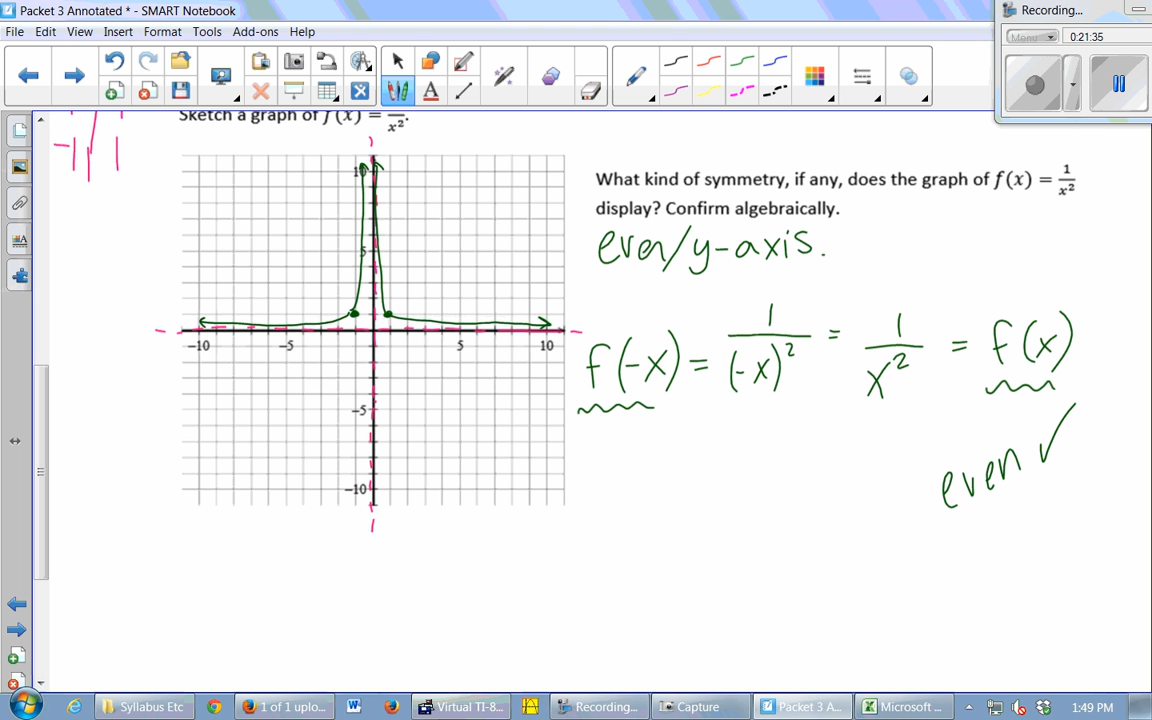 Packet 3 Annotated * - SMART Notebook
Recording...
File Edit View Insert Format Tools Add-ons Help
Menu
0:21:35
Sketch a graph of f(x) = 1/x².
-1 | 1
10
5
-10 -5 5 10
-5
-10
What kind of symmetry, if any, does the graph of f(x) = 1/x²
display? Confirm algebraically.
even/y-axis.
f(-x) = 1/(-x)² = 1/x² = f(x)
even ✓
Syllabus Etc
1 of 1 uplo...
Virtual TI-8...
Recording...
Capture
Packet 3 A...
Microsoft ...
1:49 PM